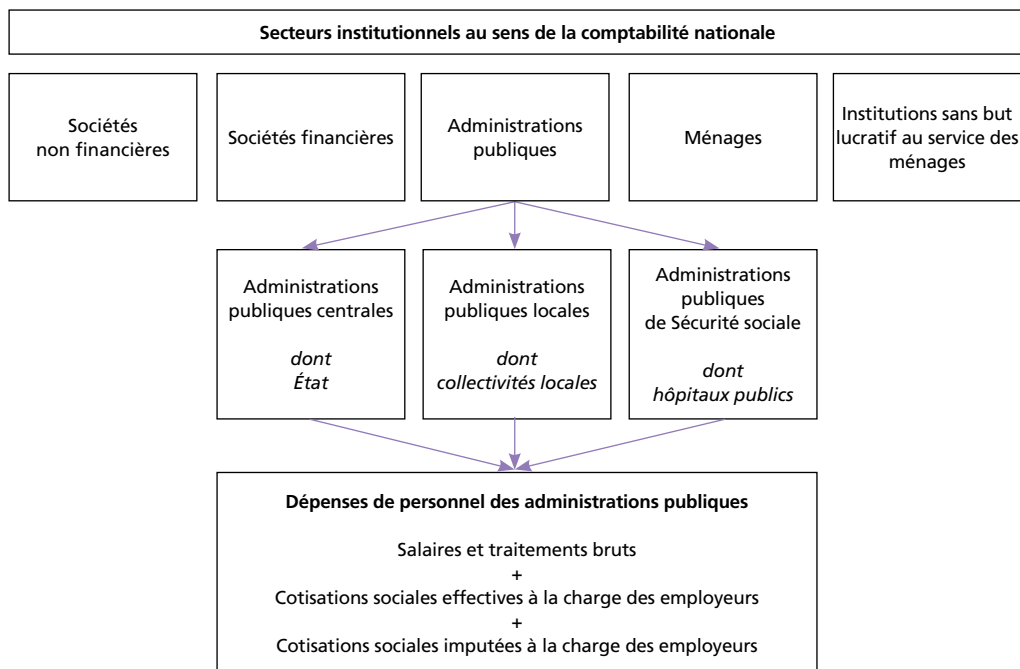 Secteurs institutionnels au sens de la comptabilité nationale
Sociétés
non financières
Sociétés financières
Administrations
publiques
Ménages
Institutions sans but
lucratif au service des
ménages
Administrations
publiques centrales
dont
État
Administrations
publiques locales
dont
collectivités locales
Administrations
publiques
de Sécurité sociale
dont
hôpitaux publics
Dépenses de personnel des administrations publiques
Salaires et traitements bruts
+
Cotisations sociales effectives à la charge des employeurs
+
Cotisations sociales imputées à la charge des employeurs